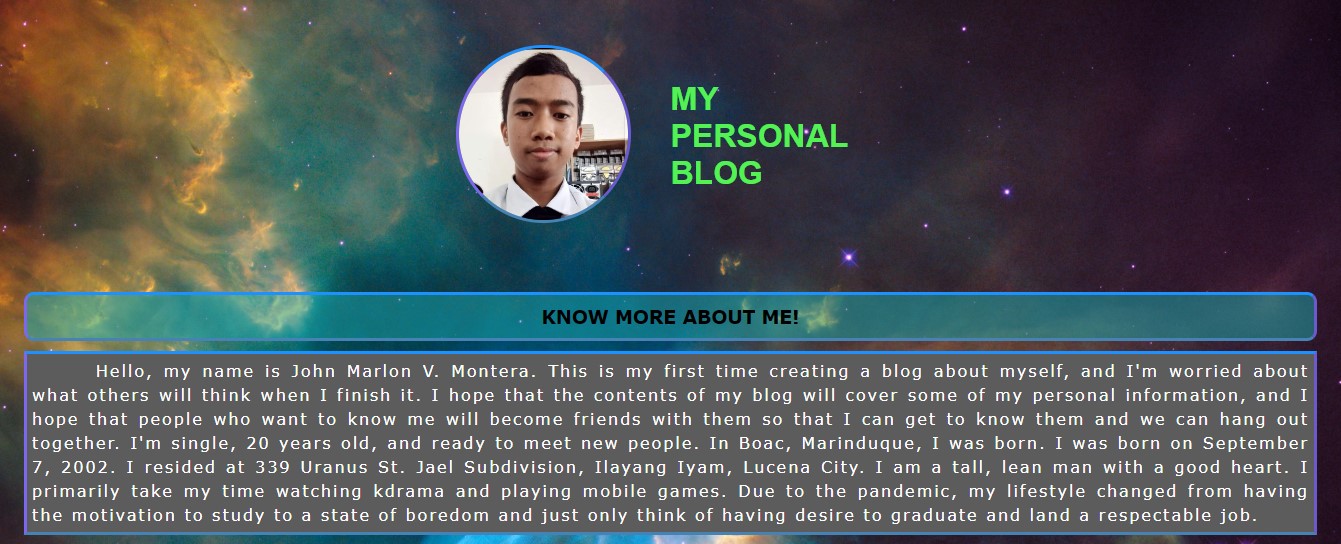 MY
PERSONAL
BLOG
KNOW MORE ABOUT ME!
Hello, my name is John Marlon V. Montera. This is my first time creating a blog about myself, and I'm worried about
what others will think when I finish it. I hope that the contents of my blog will cover some of my personal information, and I
hope that people who want to know me will become friends with them so that I can get to know them and we can hang out
together. I'm single, 20 years old, and ready to meet new people. In Boac, Marinduque, I was born. I was born on September
7, 2002. I resided at 339 Uranus St. Jael Subdivision, Ilayang Iyam, Lucena City. I am a tall, lean man with a good heart. I
primarily take my time watching kdrama and playing mobile games. Due to the pandemic, my lifestyle changed from having
the motivation to study to a state of boredom and just only think of having desire to graduate and land a respectable job.